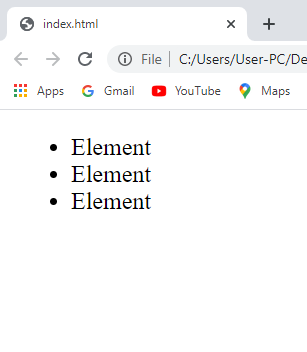 index.html
File C:/Users/User-PC/De
Apps Gmail YouTube Maps
Element
Element
Element